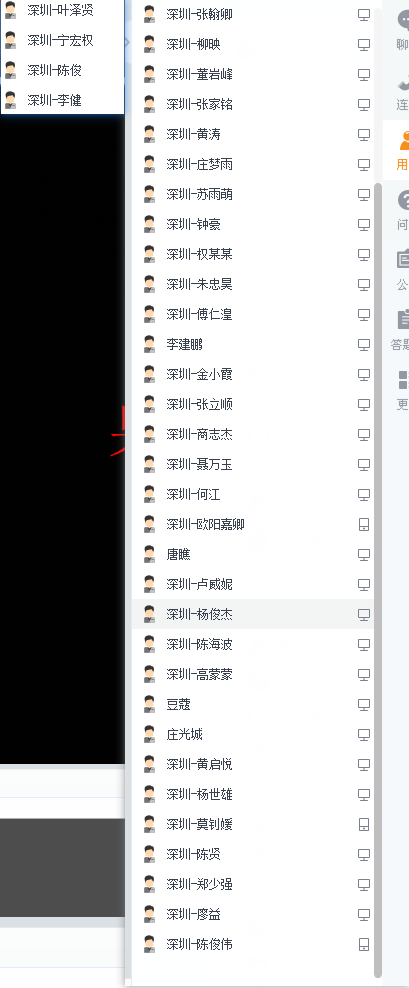 深圳-叶泽贤
深圳-宁宏权
深圳-陈俊
深圳-李健
深圳-张翰卿
深圳-柳映
深圳-董岩峰
深圳-张家铭
深圳-黄涛
深圳-庄梦雨
深圳-苏雨萌
深圳-钟豪
深圳-权某某
深圳-朱忠昊
深圳-傅仁湟
李建鹏
深圳-金小霞
深圳-张立顺
深圳-蔺志杰
深圳-聂万玉
深圳-何江
深圳-欧阳嘉卿
唐瞧
深圳-卢威妮
深圳-杨俊杰
深圳-陈海波
深圳-高蒙蒙
豆蔻
庄光城
深圳-黄启悦
深圳-杨世雄
深圳-莫钊媛
深圳-陈贤
深圳-郑少强
深圳-廖益
深圳-陈俊伟
聊
连
用
问
公
答题
更